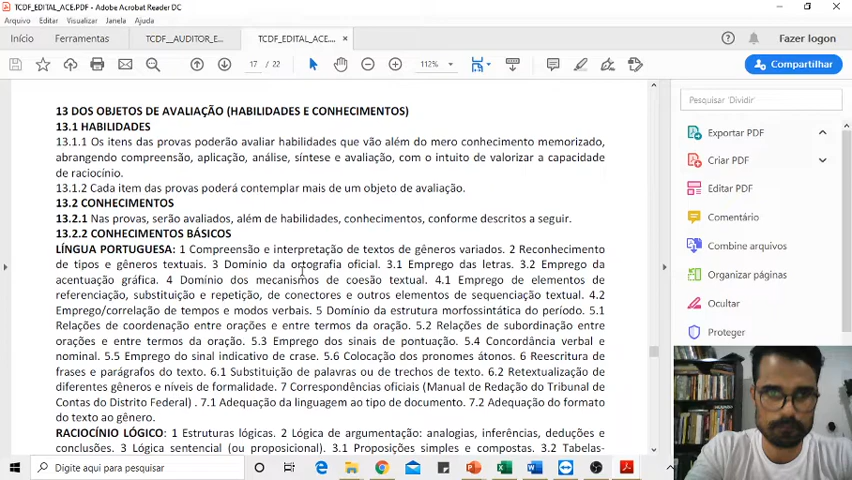 TCDF_EDITAL_ACE.PDF - Adobe Acrobat Reader DC
Arquivo Editar Visualizar Janela Ajuda
Início Ferramentas TCDF__AUDITOR_E... TCDF_EDITAL_ACE.... × Fazer logon
17 / 22 112% Compartilhar
13 DOS OBJETOS DE AVALIAÇÃO (HABILIDADES E CONHECIMENTOS)
13.1 HABILIDADES
13.1.1 Os itens das provas poderão avaliar habilidades que vão além do mero conhecimento memorizado,
abrangendo compreensão, aplicação, análise, síntese e avaliação, com o intuito de valorizar a capacidade
de raciocínio.
13.1.2 Cada item das provas poderá contemplar mais de um objeto de avaliação.
13.2 CONHECIMENTOS
13.2.1 Nas provas, serão avaliados, além de habilidades, conhecimentos, conforme descritos a seguir.
13.2.2 CONHECIMENTOS BÁSICOS
LÍNGUA PORTUGUESA: 1 Compreensão e interpretação de textos de gêneros variados. 2 Reconhecimento
de tipos e gêneros textuais. 3 Domínio da ortografia oficial. 3.1 Emprego das letras. 3.2 Emprego da
acentuação gráfica. 4 Domínio dos mecanismos de coesão textual. 4.1 Emprego de elementos de
referenciação, substituição e repetição, de conectores e outros elementos de sequenciação textual. 4.2
Emprego/correlação de tempos e modos verbais. 5 Domínio da estrutura morfossintática do período. 5.1
Relações de coordenação entre orações e entre termos da oração. 5.2 Relações de subordinação entre
orações e entre termos da oração. 5.3 Emprego dos sinais de pontuação. 5.4 Concordância verbal e
nominal. 5.5 Emprego do sinal indicativo de crase. 5.6 Colocação dos pronomes átonos. 6 Reescritura de
frases e parágrafos do texto. 6.1 Substituição de palavras ou de trechos de texto. 6.2 Retextualização de
diferentes gêneros e níveis de formalidade. 7 Correspondências oficiais (Manual de Redação do Tribunal de
Contas do Distrito Federal) . 7.1 Adequação da linguagem ao tipo de documento. 7.2 Adequação do formato
do texto ao gênero.
RACIOCÍNIO LÓGICO: 1 Estruturas lógicas. 2 Lógica de argumentação: analogias, inferências, deduções e
conclusões. 3 Lógica sentencial (ou proposicional). 3.1 Proposições simples e compostas. 3.2 Tabelas-
Pesquisar 'Dividir'
Exportar PDF
Criar PDF
Editar PDF
Comentário
Combine arquivos
Organizar páginas
Ocultar
Proteger
Digite aqui para pesquisar